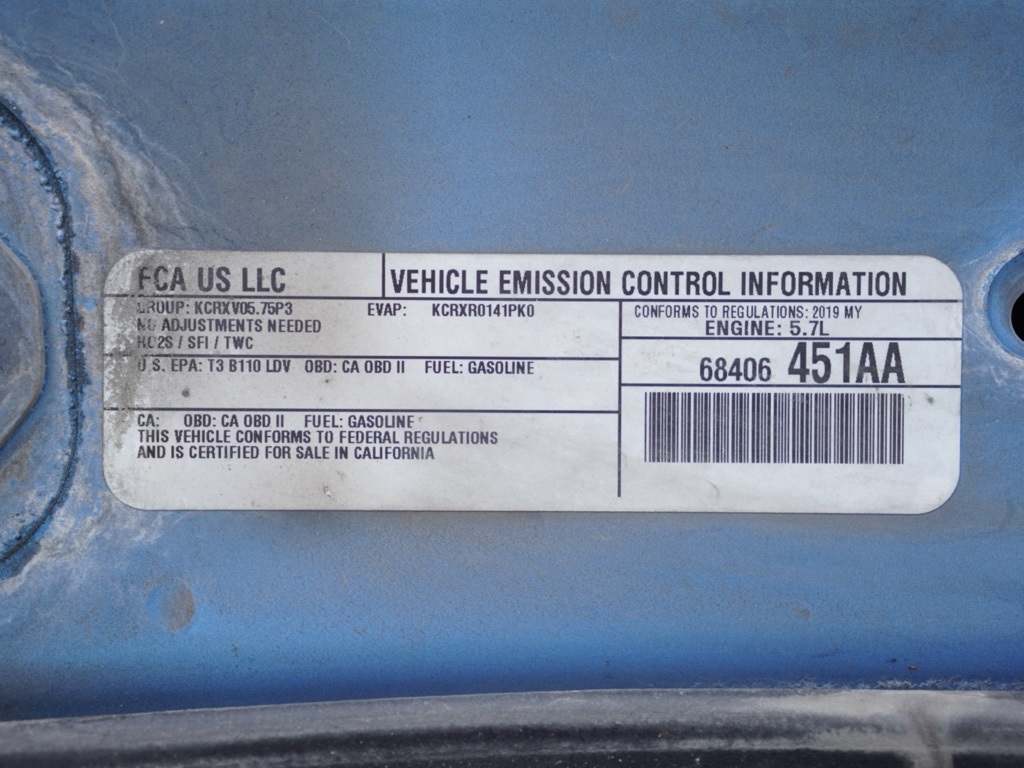 FCA US LLC
VEHICLE EMISSION CONTROL INFORMATION
GROUP: KCRXV05.75P3 EVAP: KCRXR0141PK0
NO ADJUSTMENTS NEEDED
HO2S / SFI / TWC
U.S. EPA: T3 B110 LDV OBD: CA OBD II FUEL: GASOLINE
CA: OBD: CA OBD II FUEL: GASOLINE
THIS VEHICLE CONFORMS TO FEDERAL REGULATIONS
AND IS CERTIFIED FOR SALE IN CALIFORNIA
CONFORMS TO REGULATIONS: 2019 MY
ENGINE: 5.7L
68406 451AA